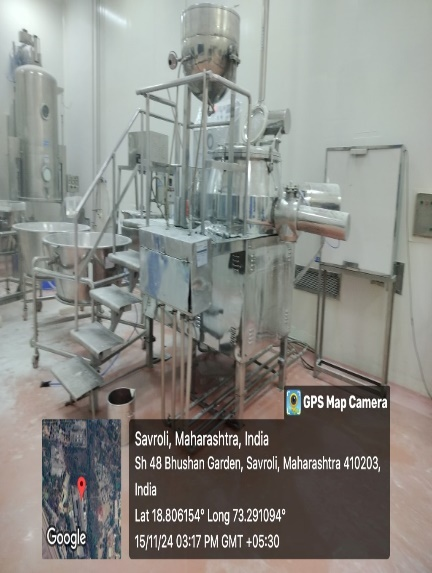 GPS Map Camera
Savroli, Maharashtra, India
Sh 48 Bhushan Garden, Savroli, Maharashtra 410203,
India
Lat 18.806154° Long 73.291094°
15/11/24 03:17 PM GMT +05:30
Google